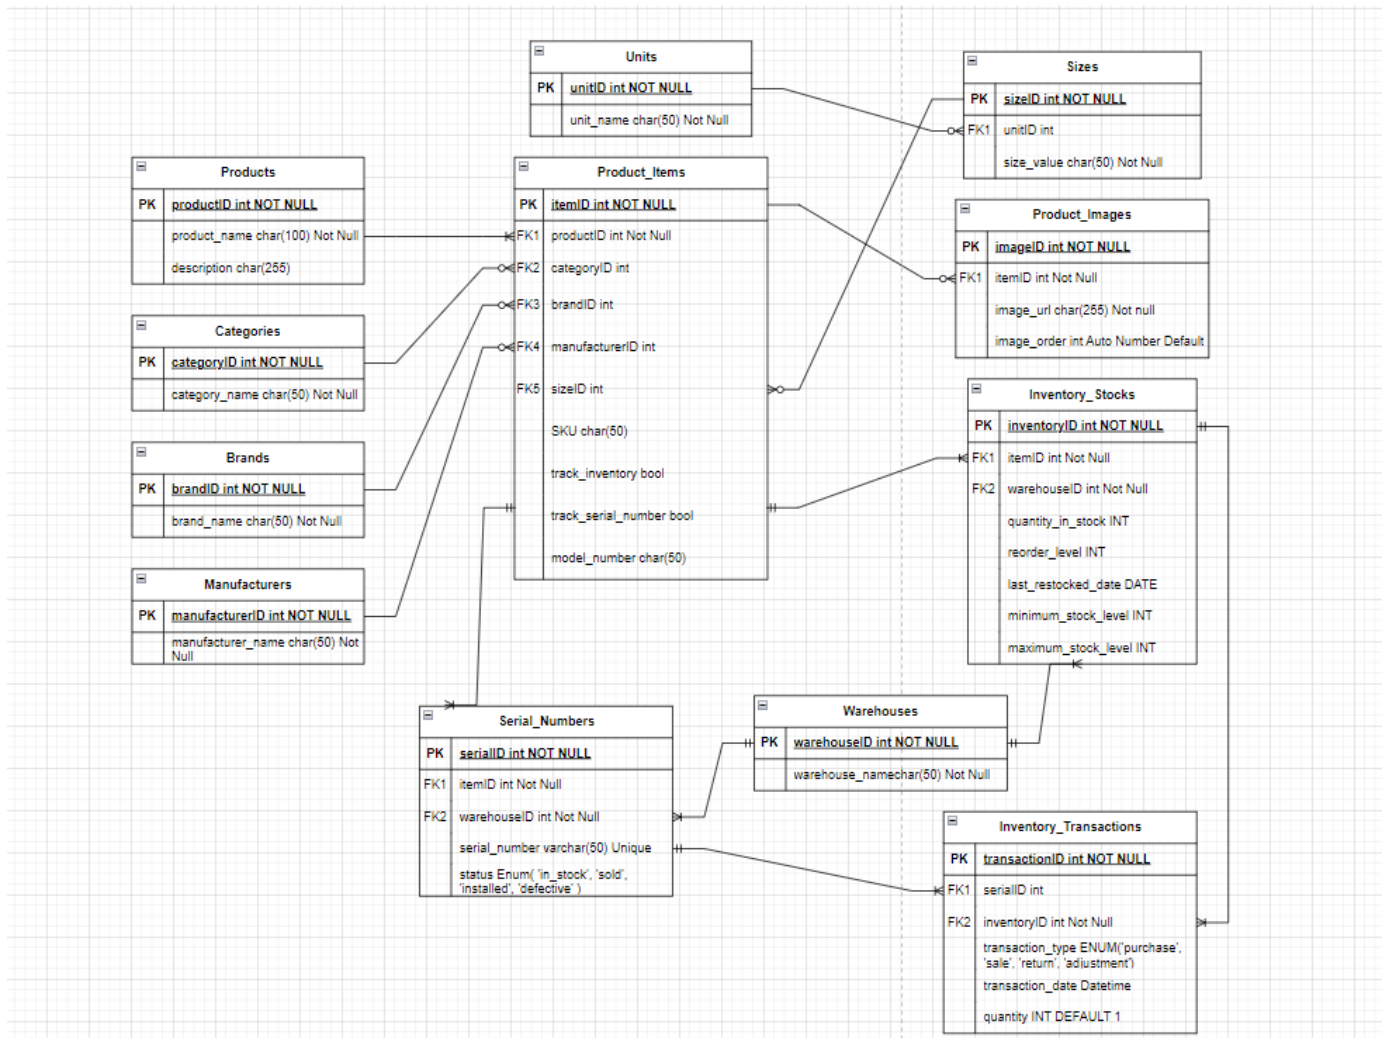 Units
PK unitID int NOT NULL
unit_name char(50) Not Null
Sizes
PK sizeID int NOT NULL
FK1 unitID int
size_value char(50) Not Null
Products
PK productID int NOT NULL
product_name char(100) Not Null
description char(255)
Product_Items
PK itemID int NOT NULL
FK1 productID int Not Null
FK2 categoryID int
FK3 brandID int
FK4 manufacturerID int
FK5 sizeID int
SKU char(50)
track_inventory bool
track_serial_number bool
model_number char(50)
Product_Images
PK imageID int NOT NULL
FK1 itemID int Not Null
image_url char(255) Not null
image_order int Auto Number Default
Categories
PK categoryID int NOT NULL
category_name char(50) Not Null
Brands
PK brandID int NOT NULL
brand_name char(50) Not Null
Manufacturers
PK manufacturerID int NOT NULL
manufacturer_name char(50) Not
Null
Inventory_Stocks
PK inventoryID int NOT NULL
FK1 itemID int Not Null
FK2 warehouseID int Not Null
quantity_in_stock INT
reorder_level INT
last_restocked_date DATE
minimum_stock_level INT
maximum_stock_level INT
Serial_Numbers
PK serialID int NOT NULL
FK1 itemID int Not Null
FK2 warehouseID int Not Null
serial_number varchar(50) Unique
status Enum( 'in_stock', 'sold',
'installed', 'defective' )
Warehouses
PK warehouseID int NOT NULL
warehouse_namechar(50) Not Null
Inventory_Transactions
PK transactionID int NOT NULL
FK1 serialID int
FK2 inventoryID int Not Null
transaction_type ENUM('purchase',
'sale', 'return', 'adjustment')
transaction_date Datetime
quantity INT DEFAULT 1